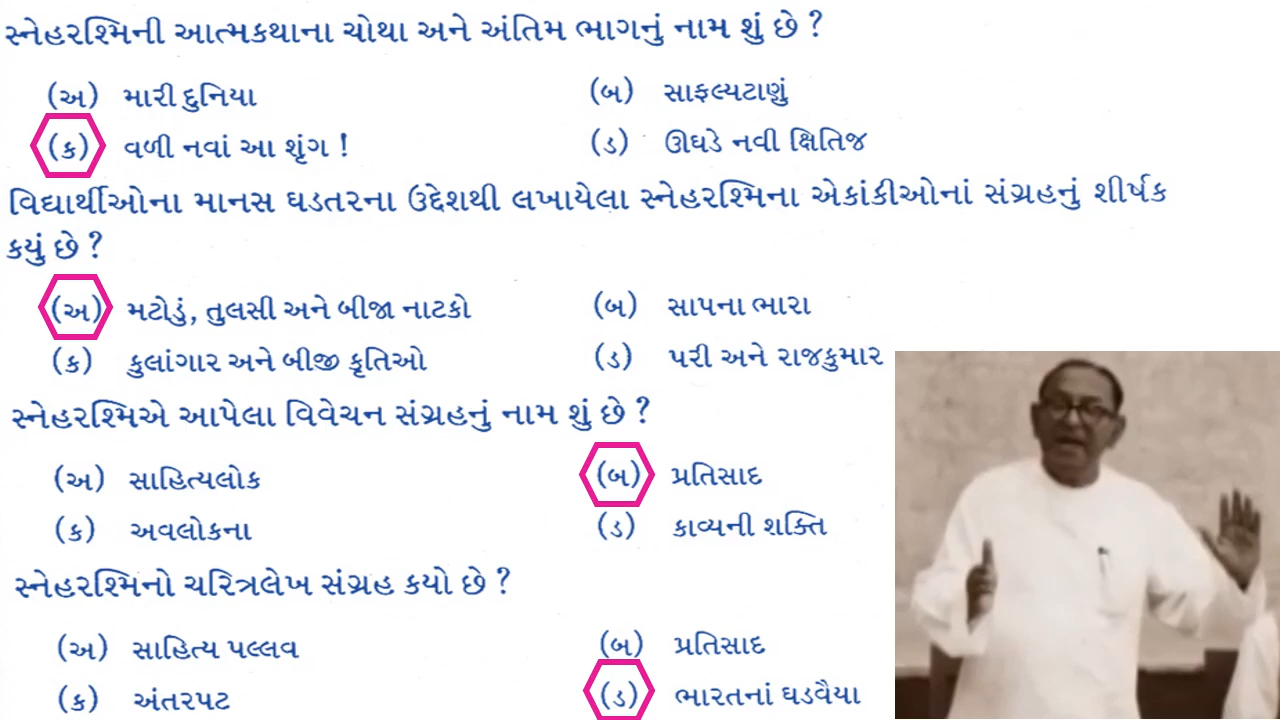 સ્નેહરશ્મિની આત્મકથાના ચોથા અને અંતિમ ભાગનું નામ શું છે ?
(અ) મારી દુનિયા (બ) સાફલ્યટાણું
(ક) વળી નવાં આ શૃંગ ! (ડ) ઊઘડે નવી ક્ષિતિજ
વિદ્યાર્થીઓના માનસ ઘડતરના ઉદ્દેશથી લખાયેલા સ્નેહરશ્મિના એકાંકીઓનાં સંગ્રહનું શીર્ષક
કયું છે ?
(અ) મટોડું, તુલસી અને બીજા નાટકો (બ) સાપના ભારા
(ક) કુલાંગાર અને બીજી કૃતિઓ (ડ) પરી અને રાજકુમાર
સ્નેહરશ્મિએ આપેલા વિવેચન સંગ્રહનું નામ શું છે ?
(અ) સાહિત્યલોક (બ) પ્રતિસાદ
(ક) અવલોકના (ડ) કાવ્યની શક્તિ
સ્નેહરશ્મિનો ચરિત્રલેખ સંગ્રહ કયો છે ?
(અ) સાહિત્ય પલ્લવ (બ) પ્રતિસાદ
(ક) અંતરપટ (ડ) ભારતનાં ઘડવૈયા